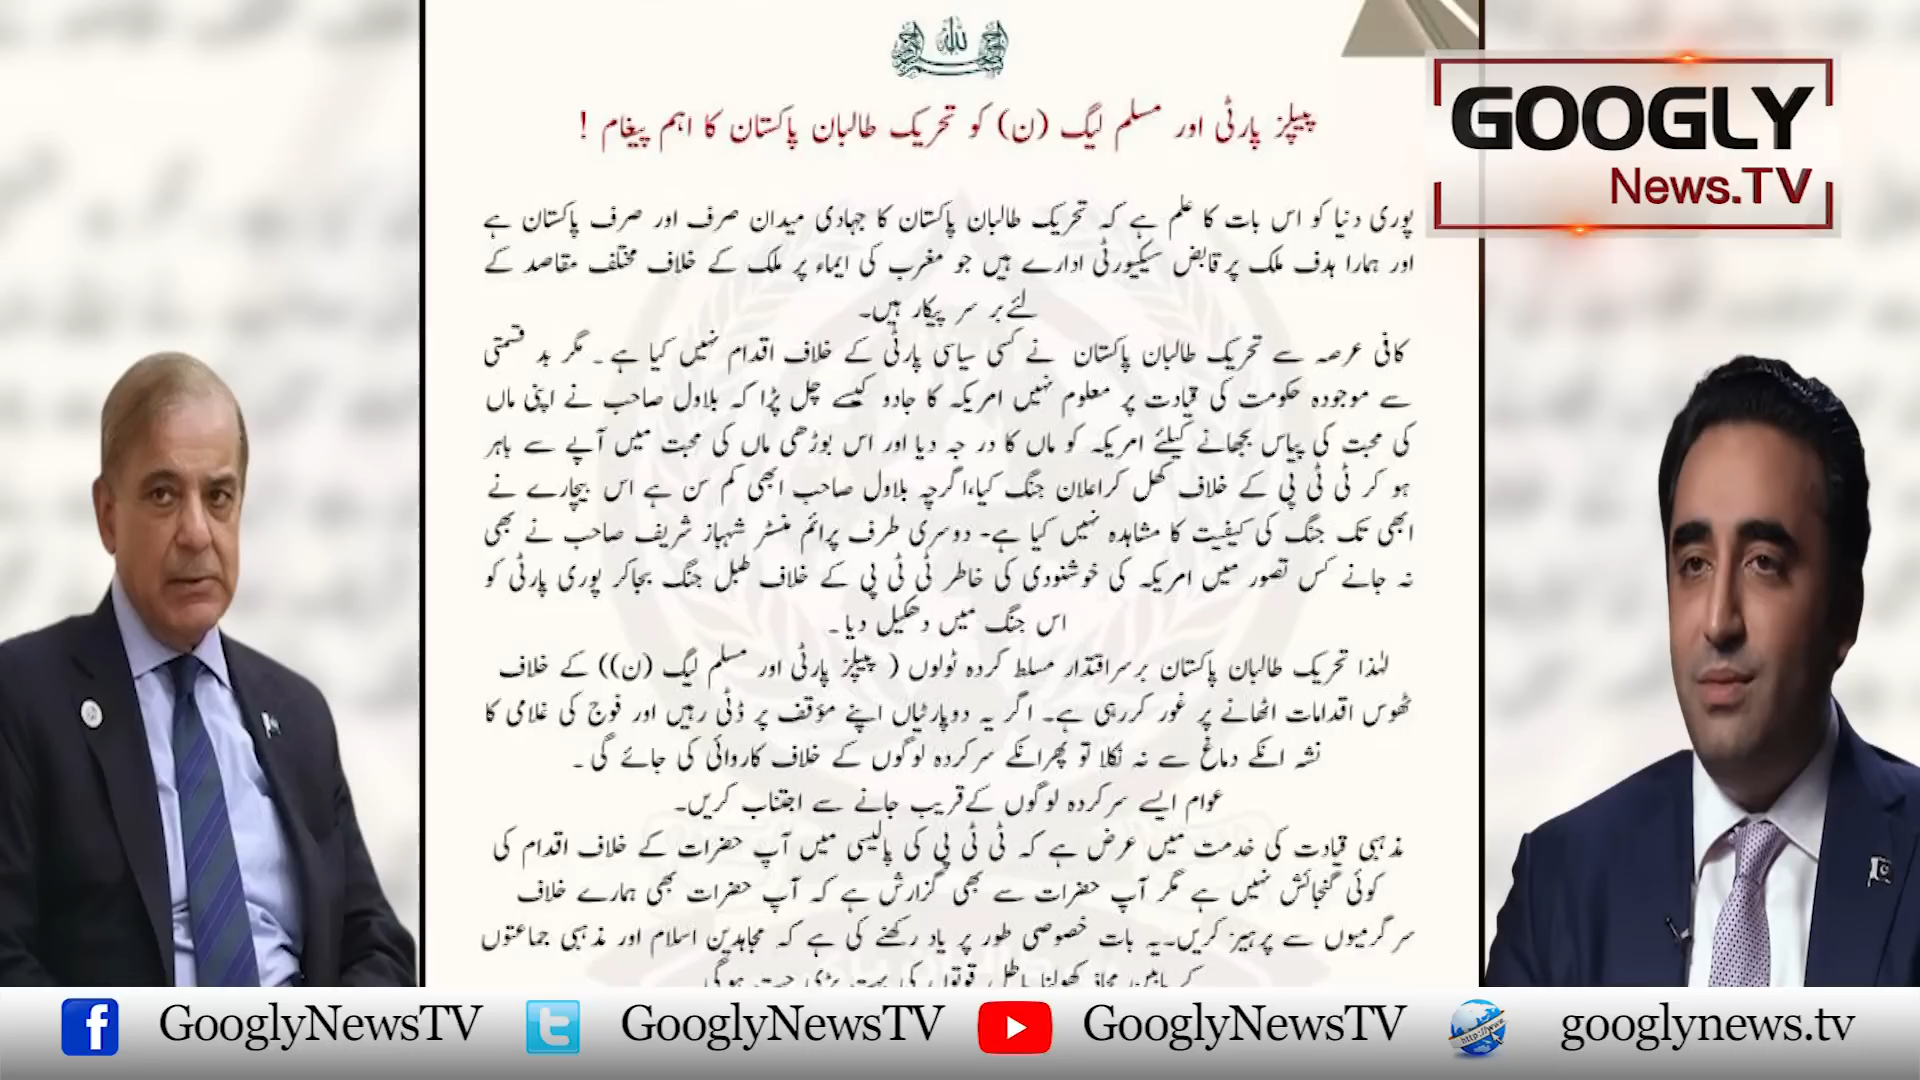 پیپلز پارٹی اور مسلم لیگ (ن) کو تحریک طالبان پاکستان کا اہم پیغام !
GOOGLY
News.TV
پوری دنیا کو اس بات کا علم ہے کہ تحریک طالبان پاکستان کا جہادی میدان صرف اور صرف پاکستان ہے
اور ہمارا ہدف ملک پر قابض سیکیورٹی ادارے ہیں جو مغرب کی ایماء پر ملک کے خلاف مختلف مقاصد کے
لئے بر سر پیکار ہیں۔
کافی عرصہ سے تحریک طالبان پاکستان نے کسی سیاسی پارٹی کے خلاف اقدام نہیں کیا ہے ۔ مگر بد قسمتی
سے موجودہ حکومت کی قیادت پر معلوم نہیں امریکہ کا جادو کیسے چل پڑا کہ بلاول صاحب نے اپنی ماں
کی محبت کی پیاس بجھانے کیلئے امریکہ کو ماں کا در جہ دیا اور اس بوڑھی ماں کی محبت میں آپے سے باہر
ہو کر ٹی ٹی پی کے خلاف کھل کر اعلان جنگ کیا،اگرچہ بلاول صاحب ابھی کم سن ہے اس بیچارے نے
ابھی تک جنگ کی کیفیت کا مشاہدہ نہیں کیا ہے- دوسری طرف پرائم منسٹر شہباز شریف صاحب نے بھی
نہ جانے کس تصور میں امریکہ کی خوشنودی کی خاطر ٹی ٹی پی کے خلاف طبل جنگ بجاکر پوری پارٹی کو
اس جنگ میں دھکیل دیا ۔
لہٰذا تحریک طالبان پاکستان برسراقتدار مسلط کردہ ٹولوں ( پیپلز پارٹی اور مسلم لیگ (ن)) کے خلاف
ٹھوس اقدامات اٹھانے پر غور کررہی ہے۔ اگر یہ دوپارٹیاں اپنے مؤقف پر ڈٹی رہیں اور فوج کی غلامی کا
نشہ انکے دماغ سے نہ نکلا تو پھرانکے سرکردہ لوگوں کے خلاف کاروائی کی جائے گی ۔
عوام ایسے سرکردہ لوگوں کےقریب جانے سے اجتناب کریں۔
مذہبی قیادت کی خدمت میں عرض ہے کہ ٹی ٹی پی کی پالیسی میں آپ حضرات کے خلاف اقدام کی
کوئی گنجائش نہیں ہے مگر آپ حضرات سے بھی گزارش ہے کہ آپ حضرات بھی ہمارے خلاف
سرگرمیوں سے پرہیز کریں۔یہ بات خصوصی طور پر یاد رکھنے کی ہے کہ مجاہدین اسلام اور مذہبی جماعتوں
کے مابین محاذ کھولنا باطل قوتوں کی بہت بڑی جیت ہوگی
GooglyNewsTV GooglyNewsTV GooglyNewsTV googlynews.tv